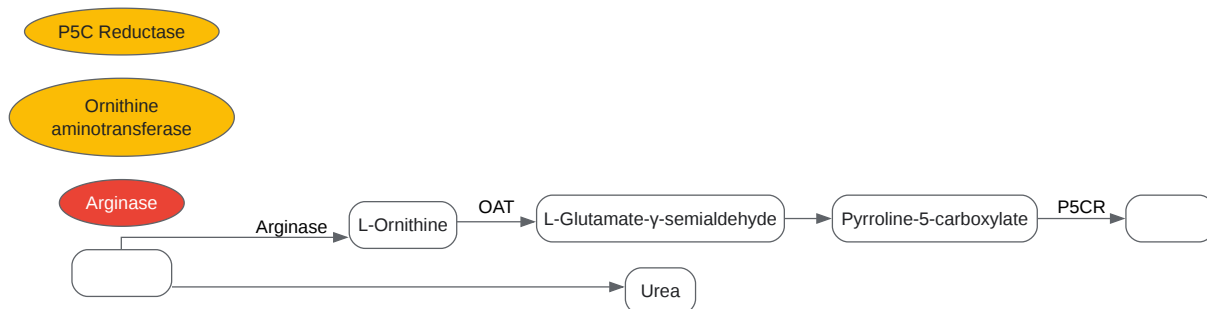 P5C Reductase
Ornithine
aminotransferase
Arginase
Arginase
L-Ornithine
OAT
L-Glutamate-γ-semialdehyde
Pyrroline-5-carboxylate
P5CR
Urea